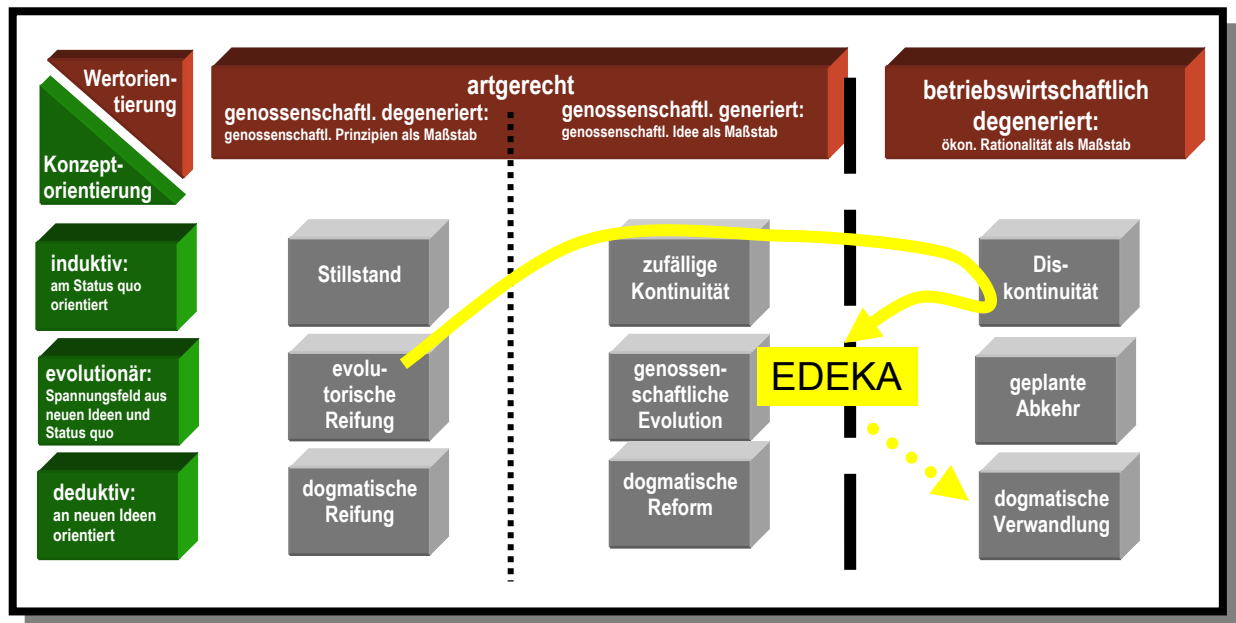 Wertorien-
tierung
Konzept-
orientierung
artgerecht
genossenschaftl. degeneriert:
genossenschaftl. Prinzipien als Maßstab
genossenschaftl. generiert:
genossenschaftl. Idee als Maßstab
betriebswirtschaftlich
degeneriert:
ökon. Rationalität als Maßstab
induktiv:
am Status quo
orientiert
Stillstand
zufällige
Kontinuität
Dis-
kontinuität
evolutionär:
Spannungsfeld aus
neuen Ideen und
Status quo
evolu-
torische
Reifung
genossen-
schaftliche
Evolution
EDEKA
geplante
Abkehr
deduktiv:
an neuen Ideen
orientiert
dogmatische
Reifung
dogmatische
Reform
dogmatische
Verwandlung